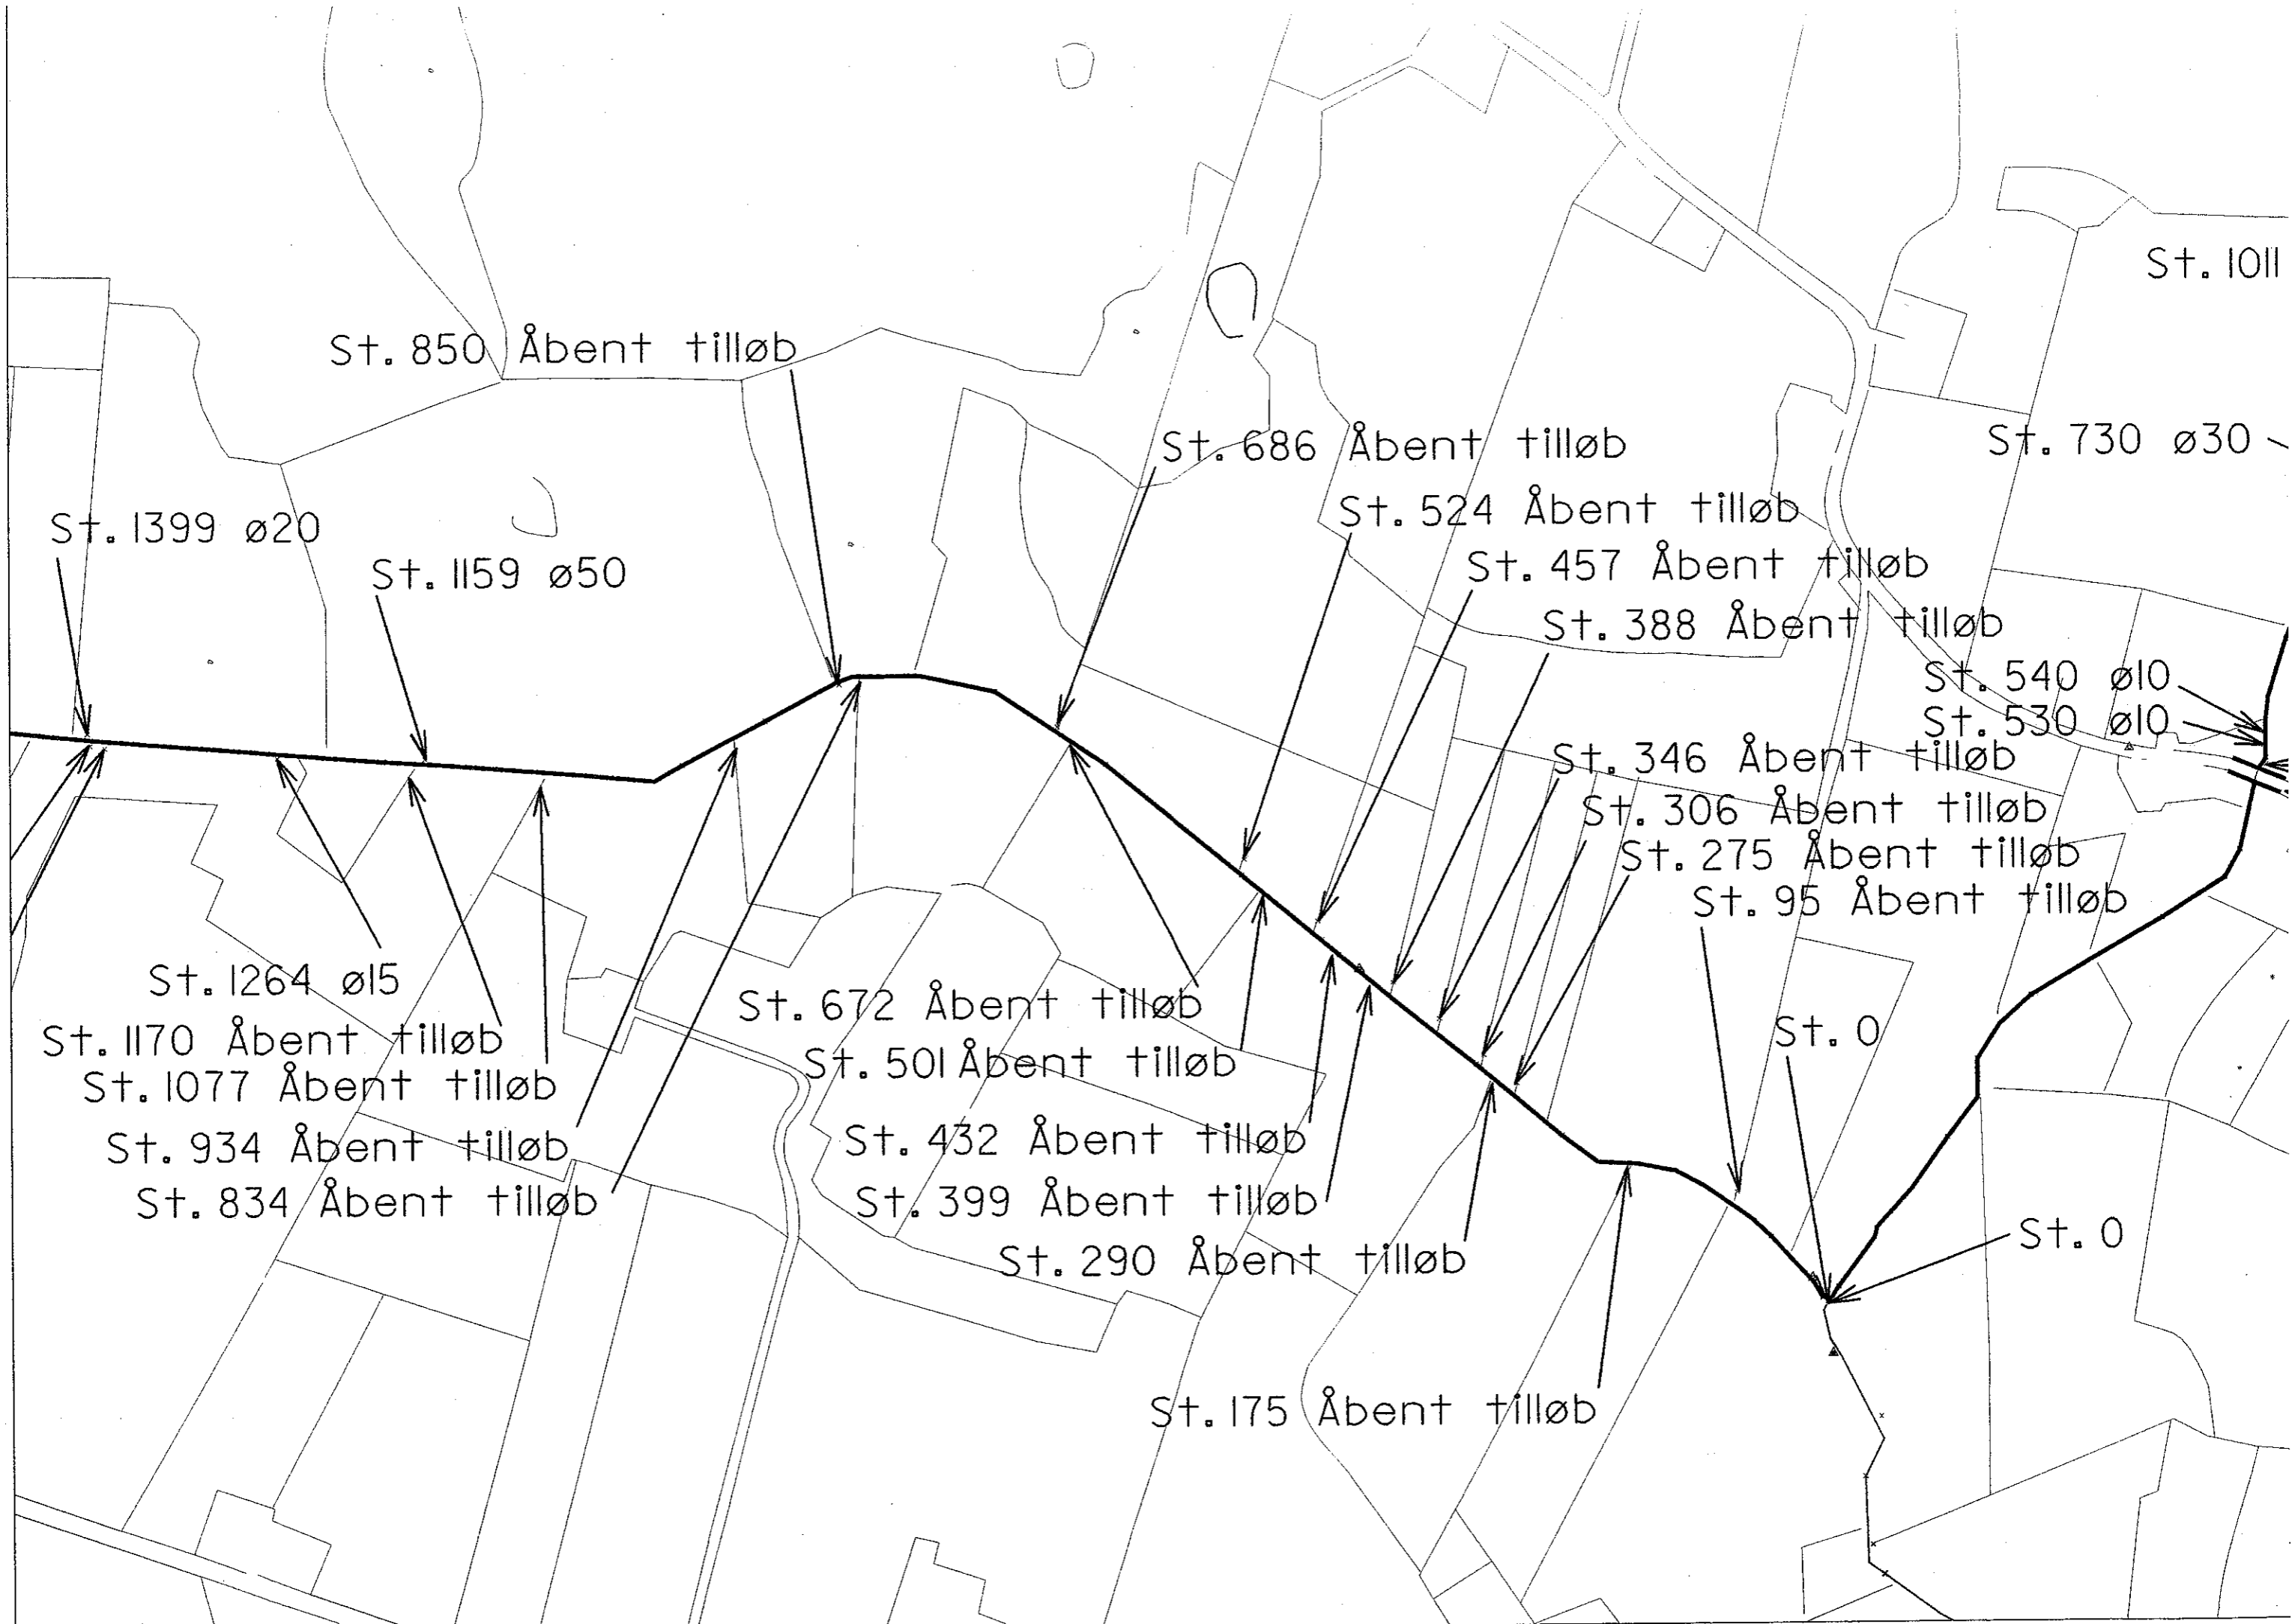 St. 1011
St. 850 Åbent tilløb
St. 686 Åbent tilløb
St. 730 ø30
St. 524 Åbent tilløb
St. 1399 ø20
St. 1159 ø50
St. 457 Åbent tilløb
St. 388 Åbent tilløb
St. 540 ø10
St. 530 ø10
St. 346 Åbent tilløb
St. 306 Åbent tilløb
St. 275 Åbent tilløb
St. 95 Åbent tilløb
St. 1264 ø15
St. 672 Åbent tilløb
St. 0
St. 1170 Åbent tilløb
St. 501 Åbent tilløb
St. 1077 Åbent tilløb
St. 934 Åbent tilløb
St. 432 Åbent tilløb
St. 834 Åbent tilløb
St. 399 Åbent tilløb
St. 0
St. 290 Åbent tilløb
St. 175 Åbent tilløb